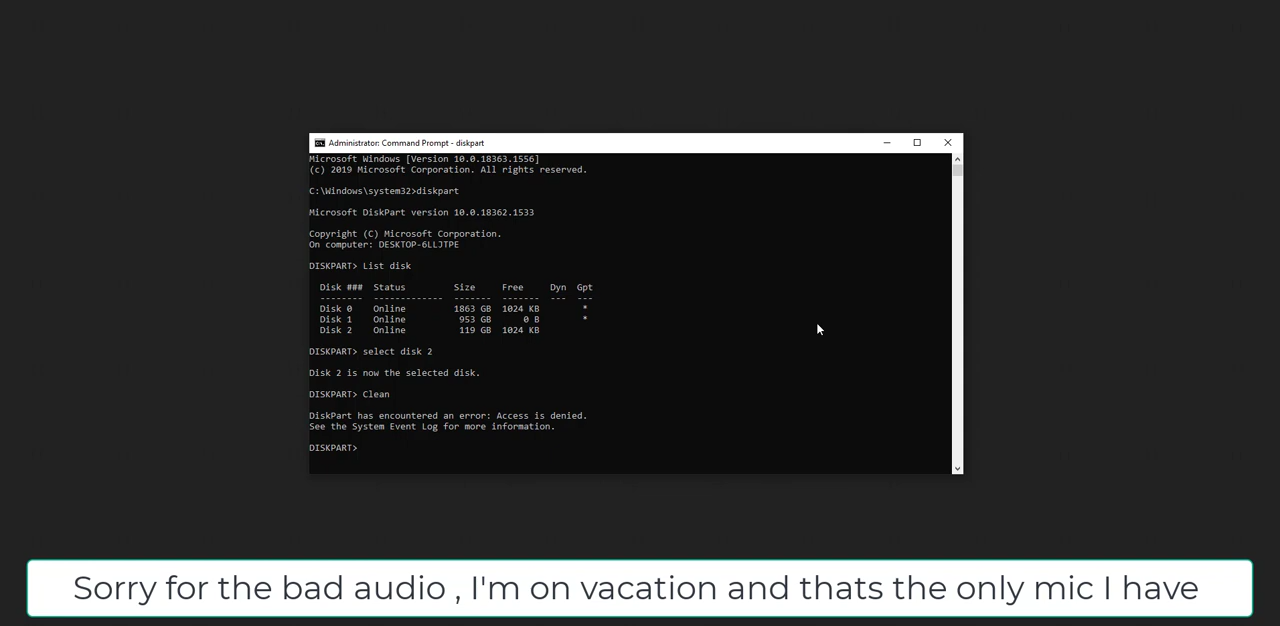 Administrator: Command Prompt - diskpart
Microsoft Windows [Version 10.0.18363.1556]
(c) 2019 Microsoft Corporation. All rights reserved.
C:\Windows\system32>diskpart
Microsoft DiskPart version 10.0.18362.1533
Copyright (C) Microsoft Corporation.
On computer: DESKTOP-6LLJTPE
DISKPART> List disk
Disk ### Status Size Free Dyn Gpt
-------- ------------- ------- ------- --- ---
Disk 0 Online 1863 GB 1024 KB *
Disk 1 Online 953 GB 0 B *
Disk 2 Online 119 GB 1024 KB
DISKPART> select disk 2
Disk 2 is now the selected disk.
DISKPART> Clean
DiskPart has encountered an error: Access is denied.
See the System Event Log for more information.
DISKPART>
Sorry for the bad audio , I'm on vacation and thats the only mic I have